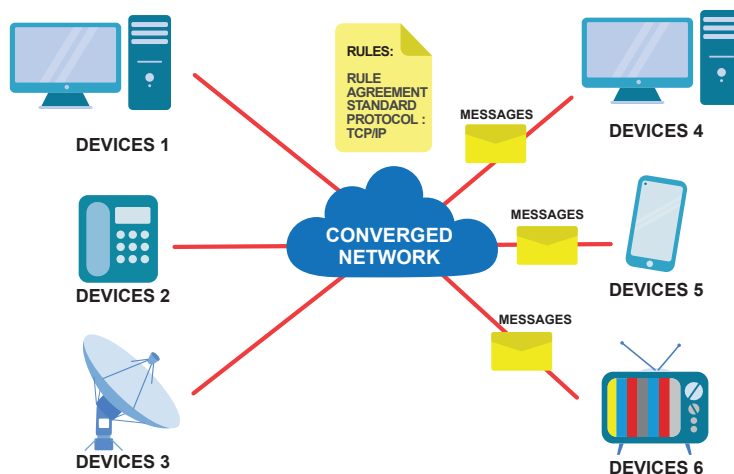 RULES:
RULE
AGREEMENT
STANDARD
PROTOCOL :
TCP/IP
MESSAGES
DEVICES 1
DEVICES 4
MESSAGES
CONVERGED
NETWORK
DEVICES 2
DEVICES 5
MESSAGES
DEVICES 3
DEVICES 6